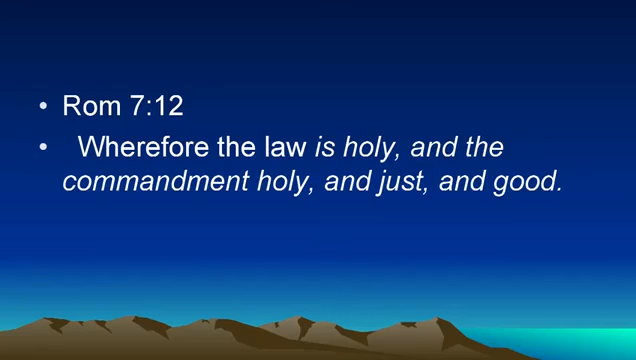 • Rom 7:12
• Wherefore the law is holy, and the
commandment holy, and just, and good.